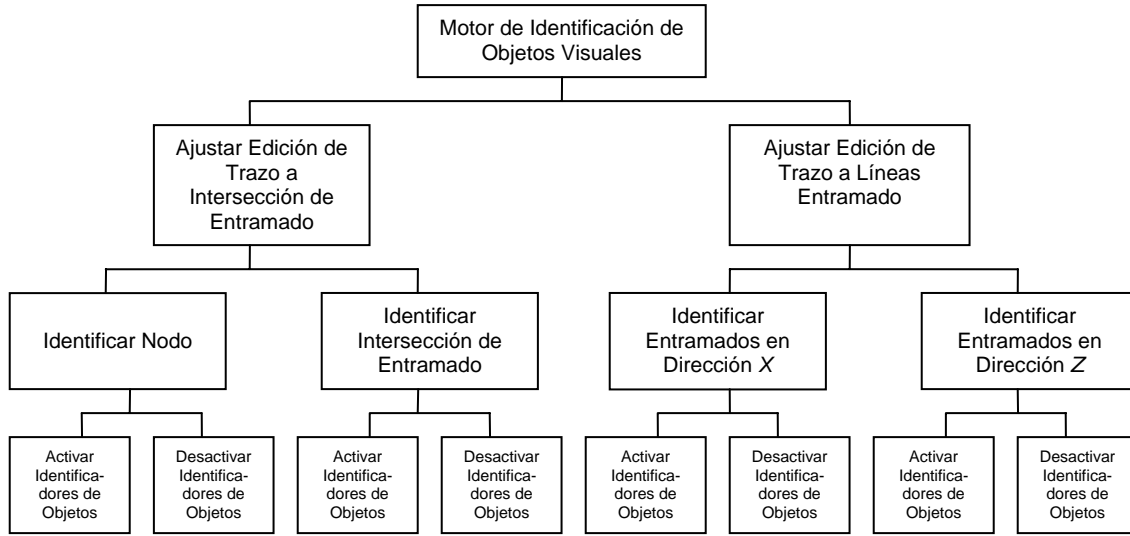 Motor de Identificación de
Objetos Visuales
Ajustar Edición de
Trazo a
Intersección de
Entramado
Ajustar Edición de
Trazo a Líneas
Entramado
Identificar Nodo
Identificar
Intersección de
Entramado
Identificar
Entramados en
Dirección X
Identificar
Entramados en
Dirección Z
Activar
Identifica-
dores de
Objetos
Desactivar
Identifica-
dores de
Objetos
Activar
Identifica-
dores de
Objetos
Desactivar
Identifica-
dores de
Objetos
Activar
Identifica-
dores de
Objetos
Desactivar
Identifica-
dores de
Objetos
Activar
Identifica-
dores de
Objetos
Desactivar
Identifica-
dores de
Objetos